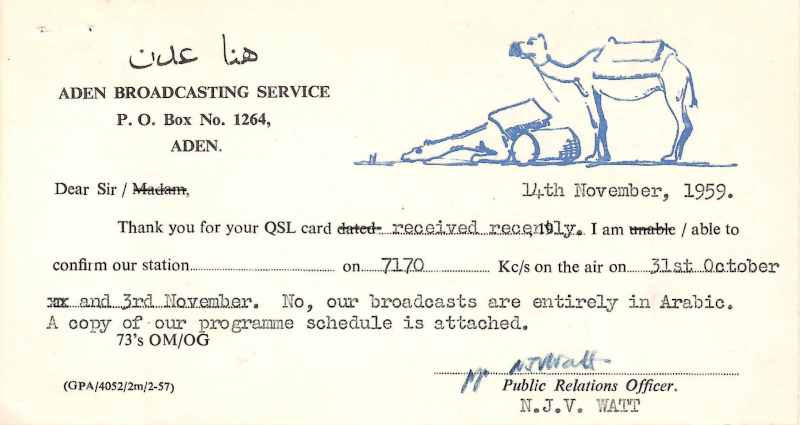 هنا عدن
ADEN BROADCASTING SERVICE
P. O. Box No. 1264,
ADEN.
Dear Sir / Madam,
14th November, 1959.
Thank you for your QSL card dated received recently. I am unable / able to
confirm our station on 7170 Kc/s on the air on 31st October
xx and 3rd November. No, our broadcasts are entirely in Arabic.
A copy of our programme schedule is attached.
73's OM/OG
N.J.V. Watt
(GPA/4052/2m/2-57)
Public Relations Officer.
N.J.V. WATT